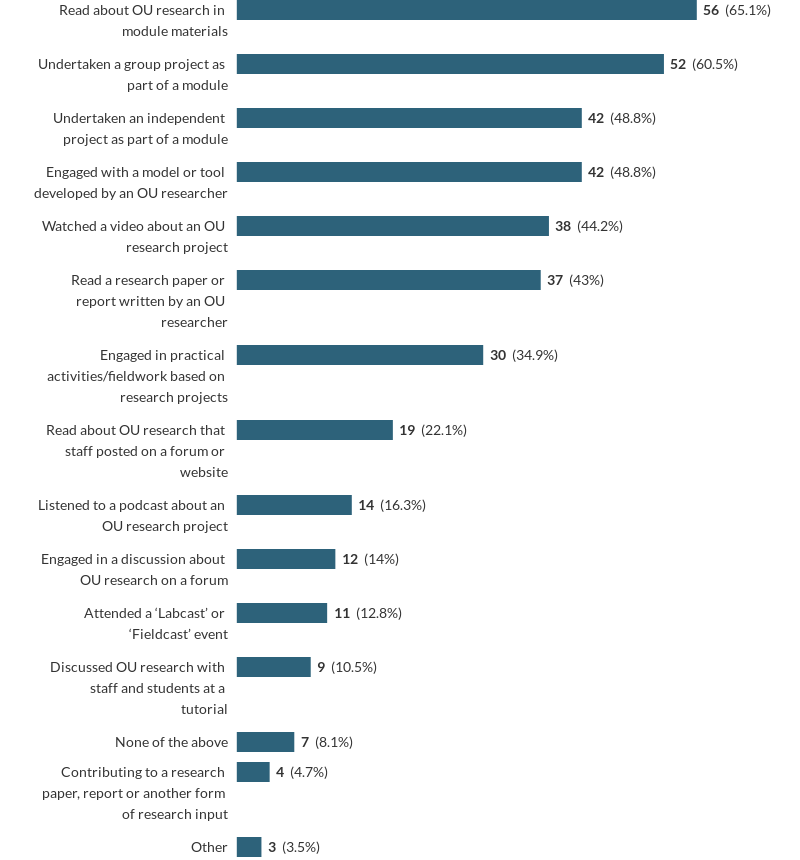 Read about OU research in
module materials
56 (65.1%)
Undertaken a group project as
part of a module
52 (60.5%)
Undertaken an independent
project as part of a module
42 (48.8%)
Engaged with a model or tool
developed by an OU researcher
42 (48.8%)
Watched a video about an OU
research project
38 (44.2%)
Read a research paper or
report written by an OU
researcher
37 (43%)
Engaged in practical
activities/fieldwork based on
research projects
30 (34.9%)
Read about OU research that
staff posted on a forum or
website
19 (22.1%)
Listened to a podcast about an
OU research project
14 (16.3%)
Engaged in a discussion about
OU research on a forum
12 (14%)
Attended a ‘Labcast’ or
‘Fieldcast’ event
11 (12.8%)
Discussed OU research with
staff and students at a
tutorial
9 (10.5%)
None of the above
7 (8.1%)
Contributing to a research
paper, report or another form
of research input
4 (4.7%)
Other
3 (3.5%)